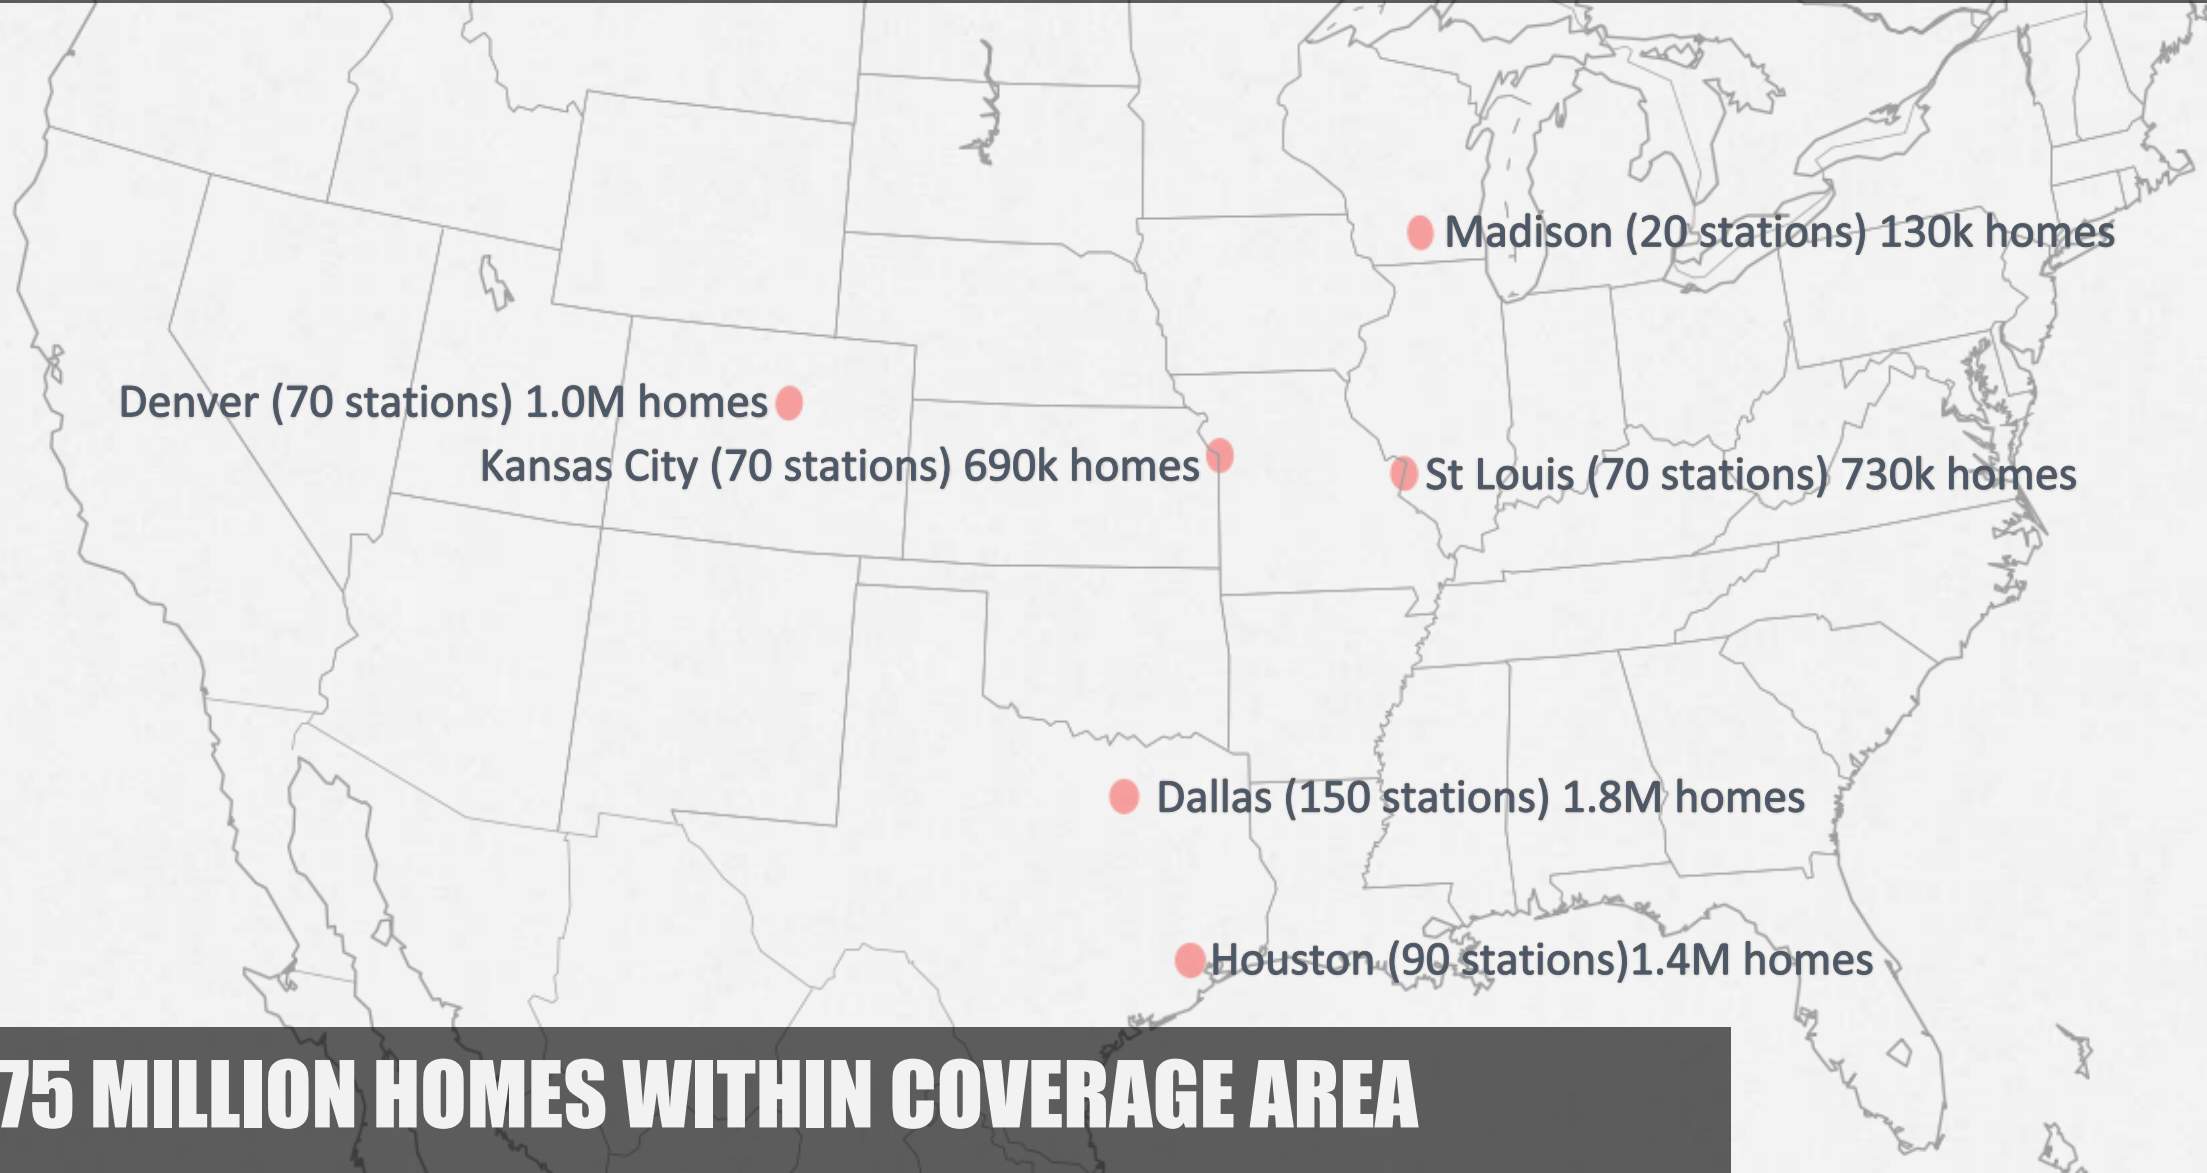 Madison (20 stations) 130k homes
Denver (70 stations) 1.0M homes
Kansas City (70 stations) 690k homes
St Louis (70 stations) 730k homes
Dallas (150 stations) 1.8M homes
Houston (90 stations)1.4M homes
75 MILLION HOMES WITHIN COVERAGE AREA